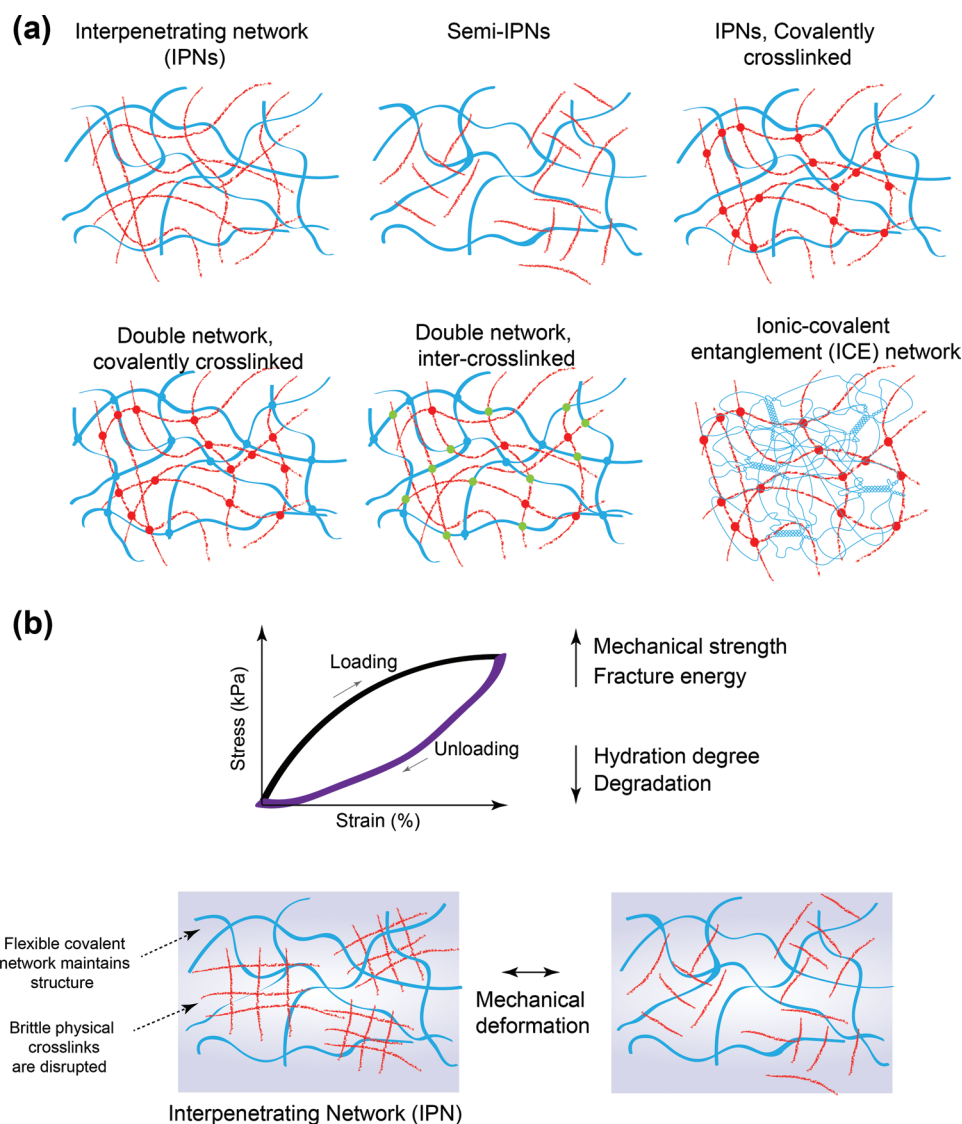 (a)
Interpenetrating network
(IPNs)
Semi-IPNs
IPNs, Covalently
crosslinked
Double network,
covalently crosslinked
Double network,
inter-crosslinked
Ionic-covalent
entanglement (ICE) network
(b)
Stress (kPa)
Loading
Unloading
Strain (%)
Mechanical strength
Fracture energy
Hydration degree
Degradation
Flexible covalent
network maintains
structure
Brittle physical
crosslinks
are disrupted
Mechanical
deformation
Interpenetrating Network (IPN)